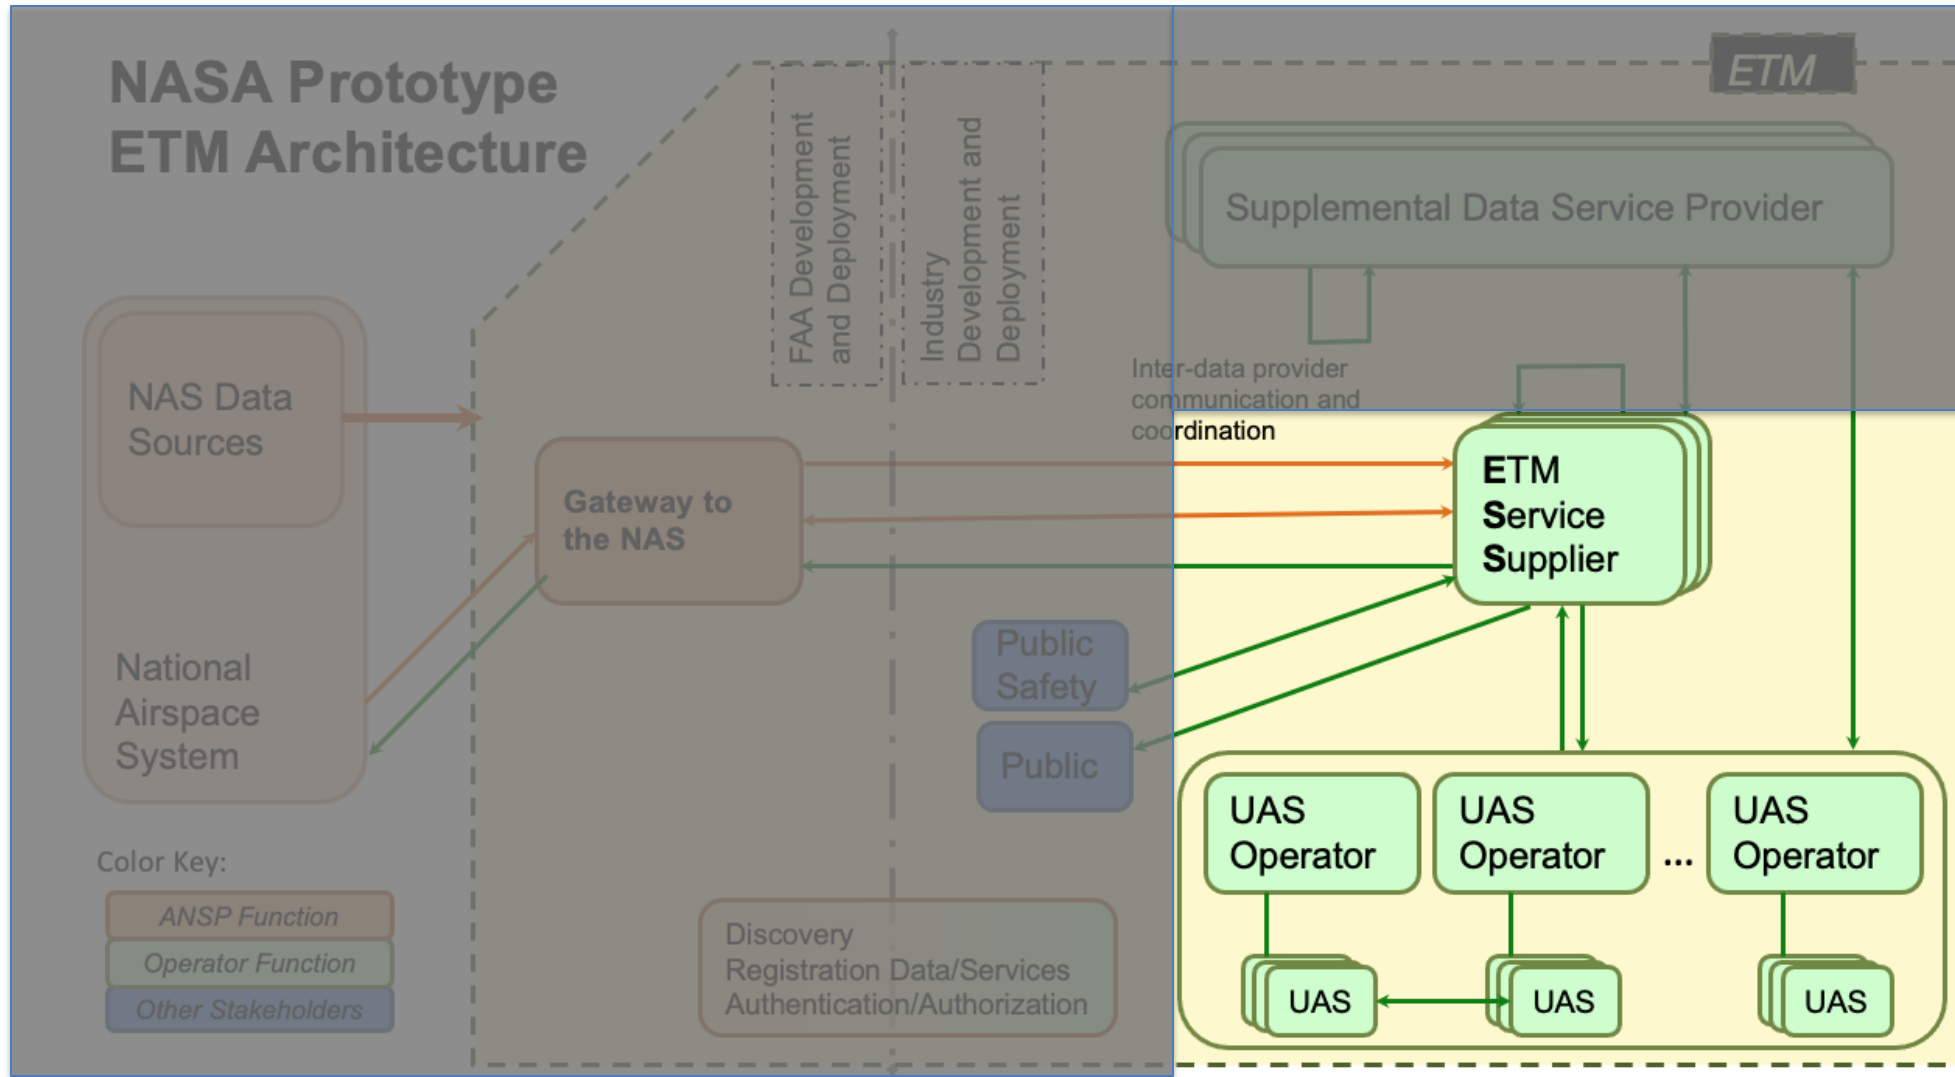 NASA Prototype
ETM Architecture
FAA Development
and Deployment
Industry
Development and
Deployment
ETM
Supplemental Data Service Provider
NAS Data
Sources
Inter-data provider
communication and
coordination
Gateway to
the NAS
ETM
Service
Supplier
National
Airspace
System
Public
Safety
Public
UAS
Operator
UAS
Operator
...
UAS
Operator
Color Key:
ANSP Function
Operator Function
Other Stakeholders
Discovery
Registration Data/Services
Authentication/Authorization
UAS
UAS
UAS